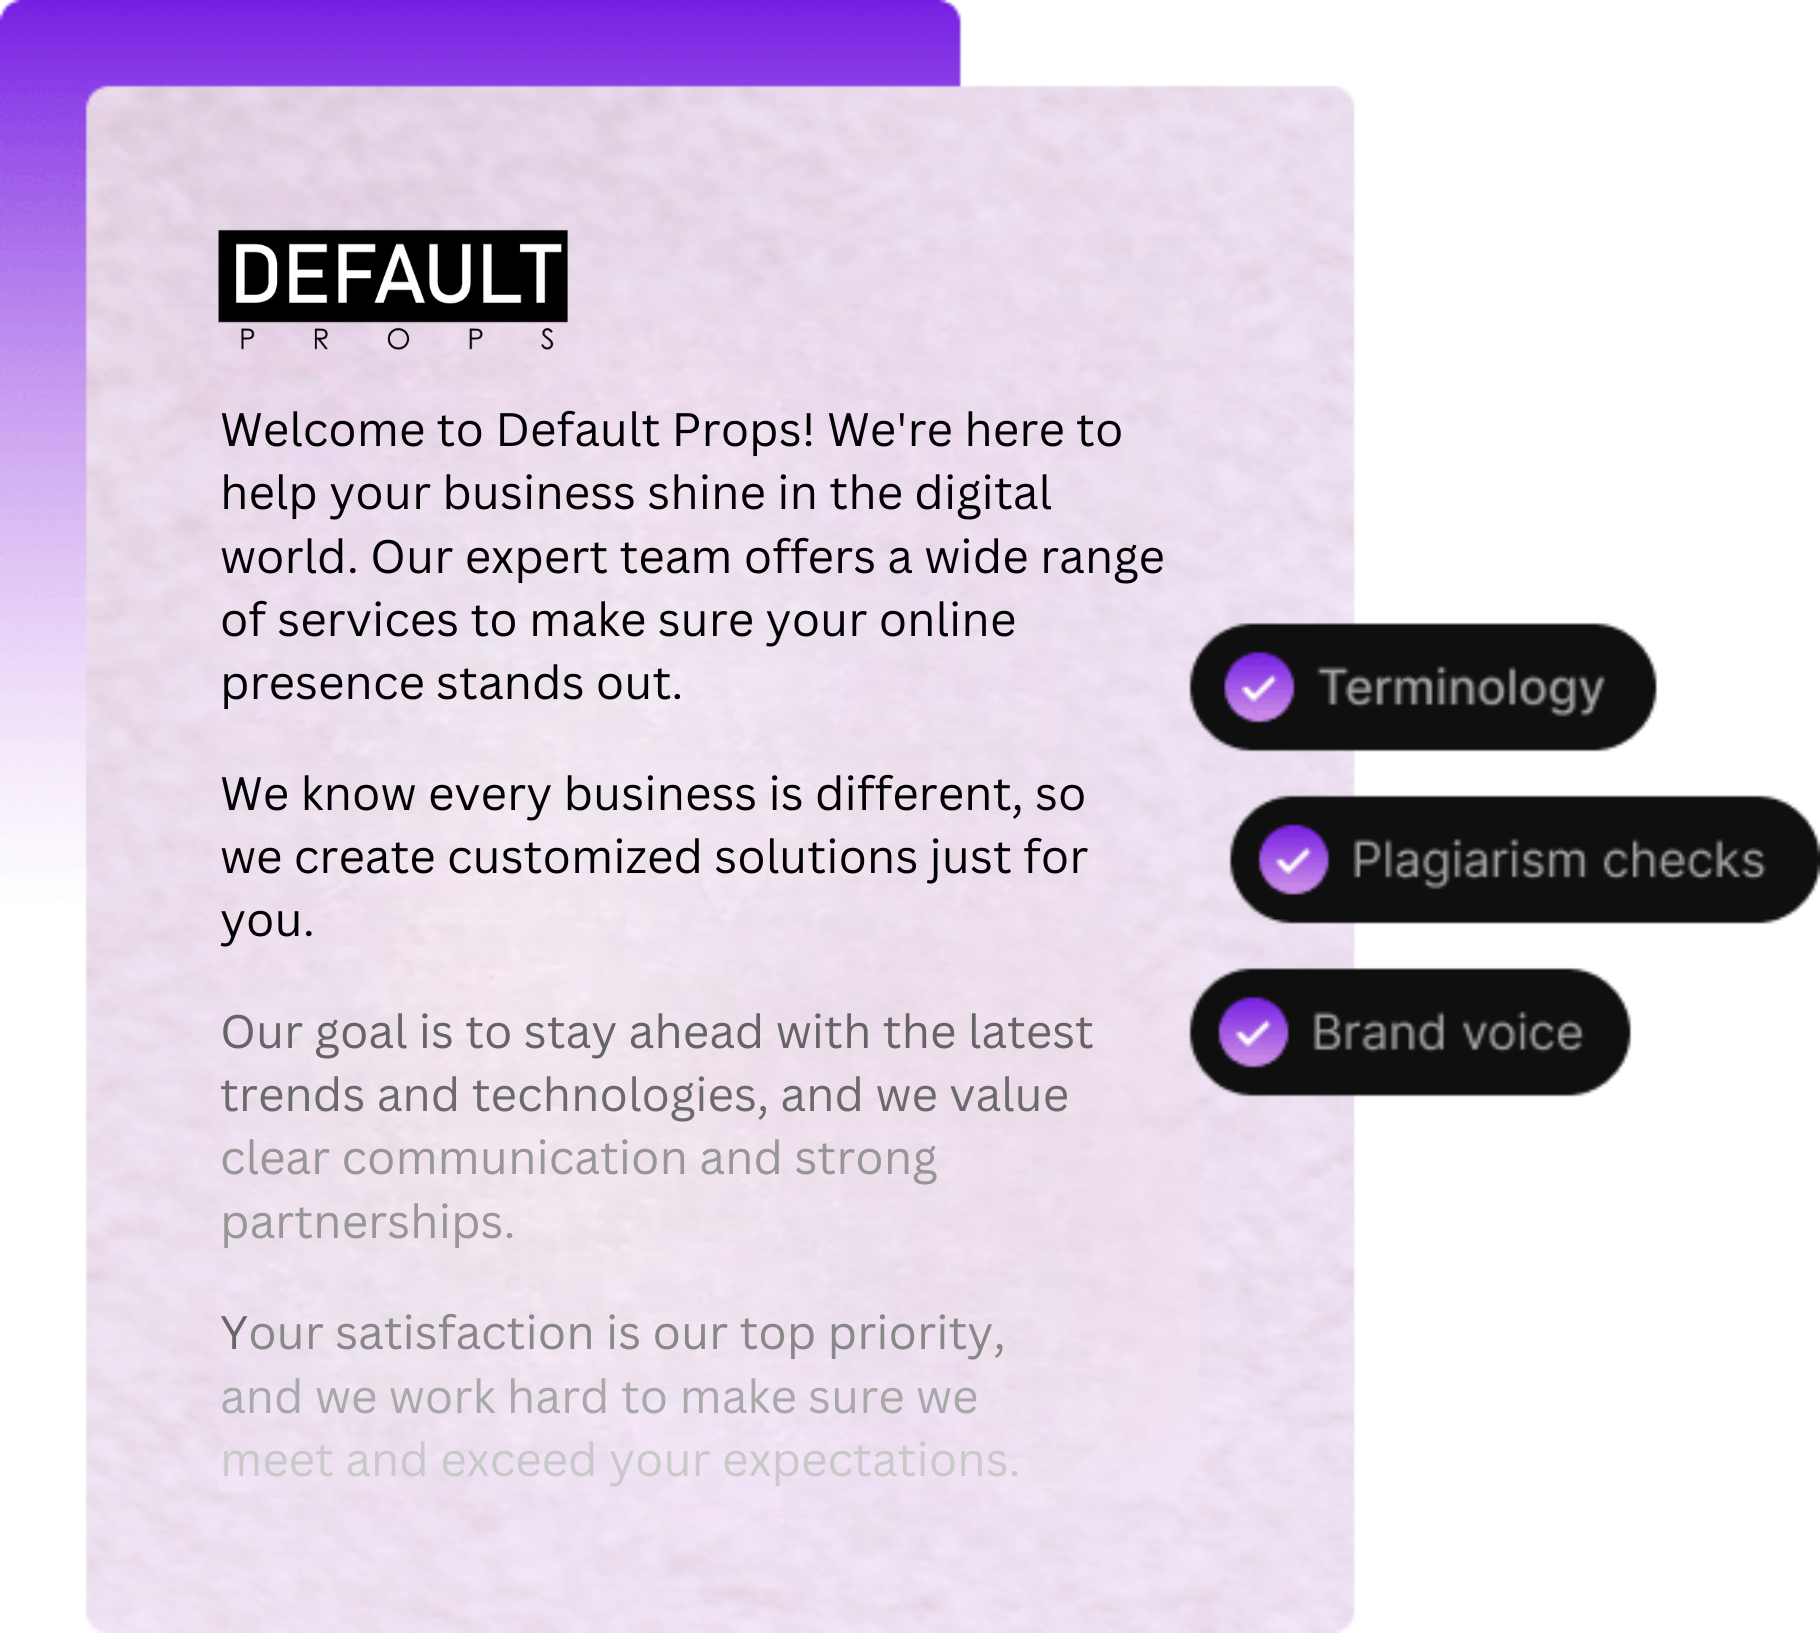 DEFAULT
PROPS
Welcome to Default Props! We're here to
help your business shine in the digital
world. Our expert team offers a wide range
of services to make sure your online
presence stands out.
We know every business is different, so
we create customized solutions just for
you.
Our goal is to stay ahead with the latest
trends and technologies, and we value
clear communication and strong
partnerships.
Your satisfaction is our top priority,
and we work hard to make sure we
meet and exceed your expectations.
Terminology
Plagiarism checks
Brand voice